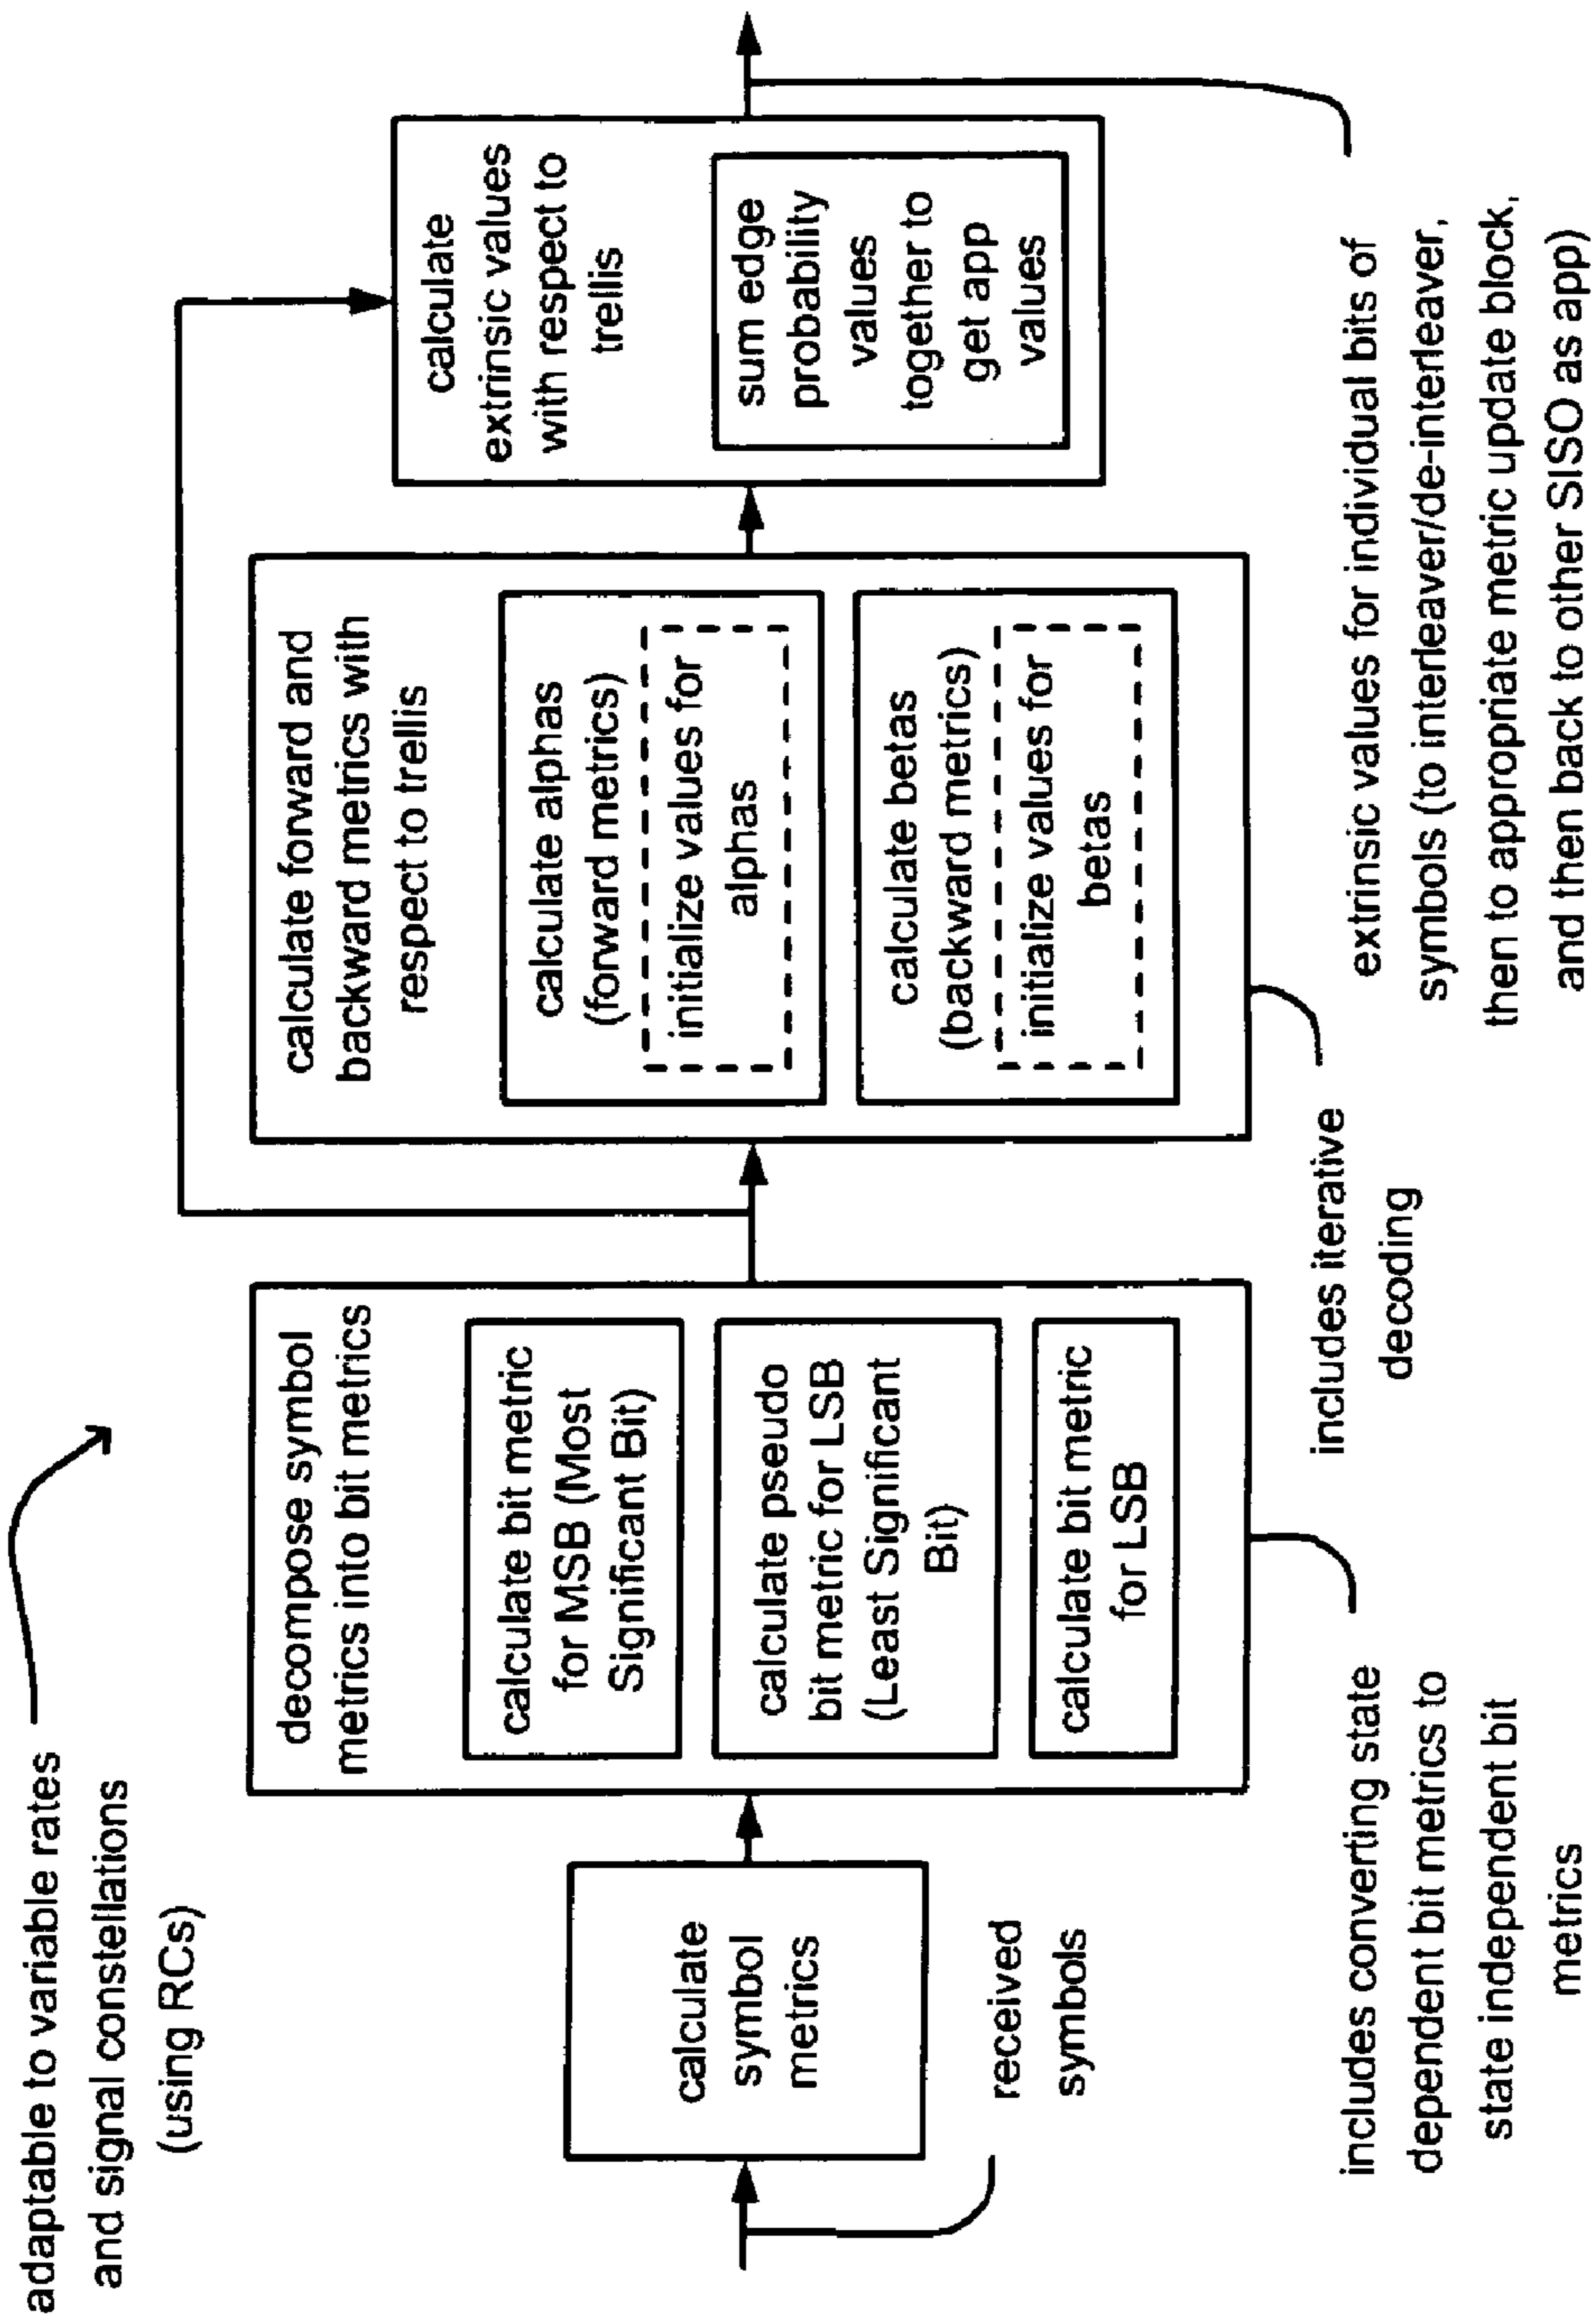 adaptable to variable rates
and signal constellations
(using RCs)
calculate
symbol
metrics
received
symbols
decompose symbol
metrics into bit metrics
calculate bit metric
for MSB (Most
Significant Bit)
calculate pseudo
bit metric for LSB
(Least Significant
Bit)
calculate bit metric
for LSB
includes converting state
dependent bit metrics to
state independent bit
metrics
calculate forward and
backward metrics with
respect to trellis
calculate alphas
(forward metrics)
initialize values for
alphas
calculate betas
(backward metrics)
initialize values for
betas
includes iterative
decoding
calculate
extrinsic values
with respect to
trellis
sum edge
probability
values
together to
get app
values
extrinsic values for individual bits of
symbols (to interleaver/de-interleaver,
then to appropriate metric update block,
and then back to other SISO as app)